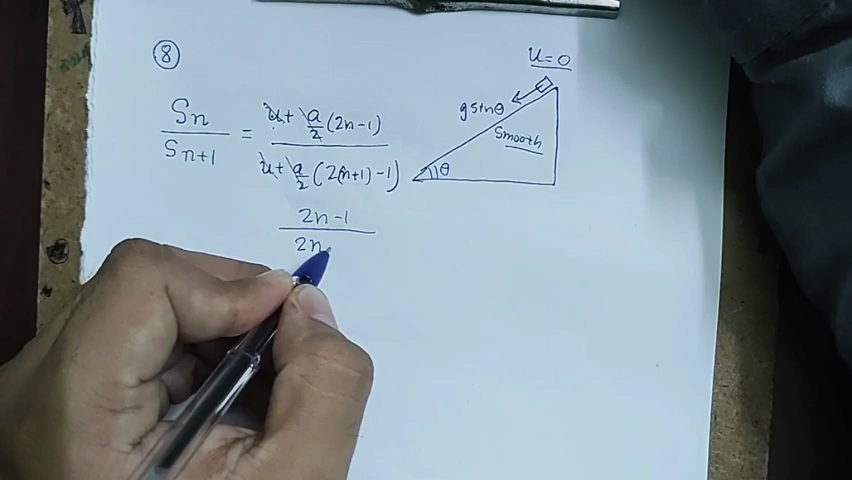 ⑧
u = 0
g sinθ
Smooth
θ
Sn / Sn+1 = u + a/2 (2n-1) / u + a/2 (2(n+1)-1)
2n-1
2n